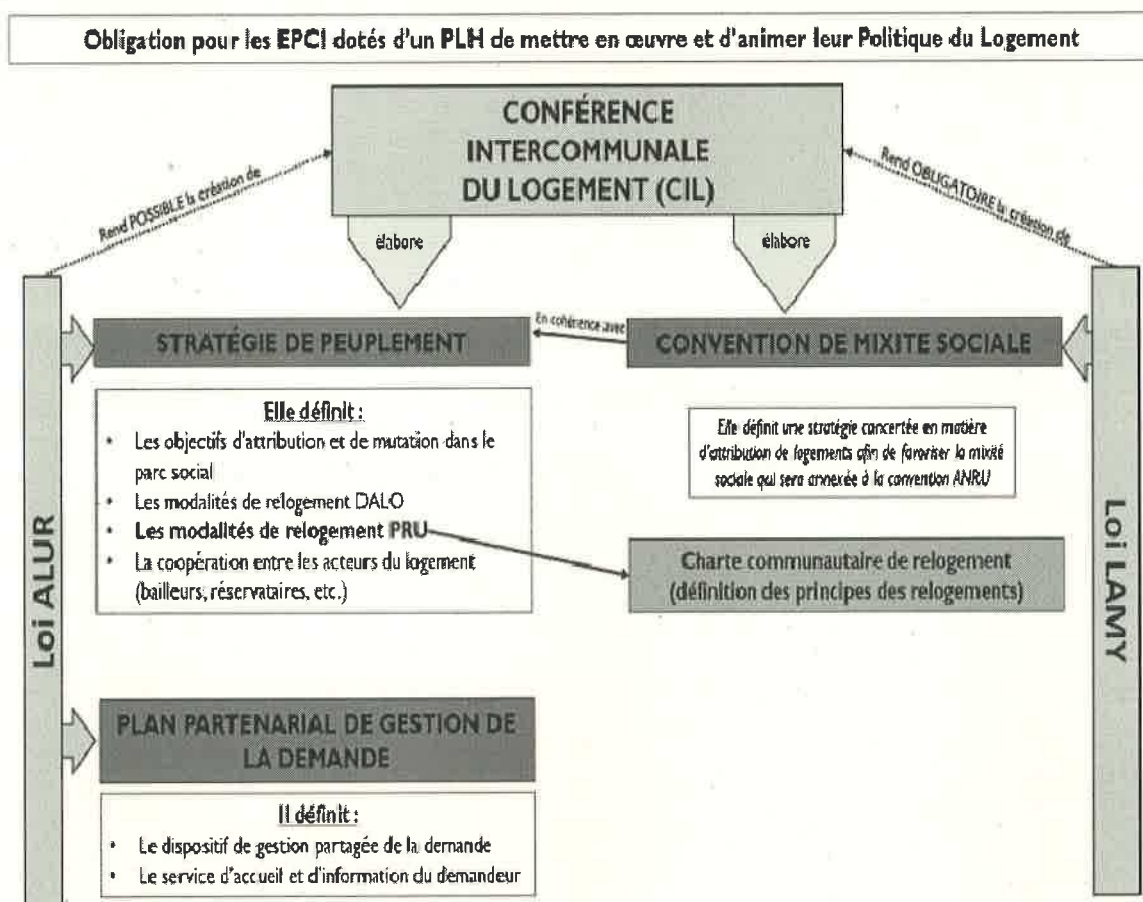 Obligation pour les EPCI dotés d'un PLH de mettre en œuvre et d'animer leur Politique du Logement
CONFÉRENCE
INTERCOMMUNALE
DU LOGEMENT (CIL)
Rend POSSIBLE la création de
Rend OBLIGATOIRE la création de
élabore
élabore
Loi ALUR
STRATÉGIE DE PEUPLEMENT
En cohérence avec
CONVENTION DE MIXITE SOCIALE
Loi LAMY
Elle définit :
• Les objectifs d'attribution et de mutation dans le
parc social
• Les modalités de relogement DALO
• Les modalités de relogement PRU
• La coopération entre les acteurs du logement
(bailleurs, réservataires, etc.)
Elle définit une stratégie concertée en matière
d'attribution de logements afin de favoriser la mixité
sociale qui sera annexée à la convention ANRU
Charte communautaire de relogement
(définition des principes des relogements)
PLAN PARTENARIAL DE GESTION DE
LA DEMANDE
Il définit :
• Le dispositif de gestion partagée de la demande
• Le service d'accueil et d'information du demandeur